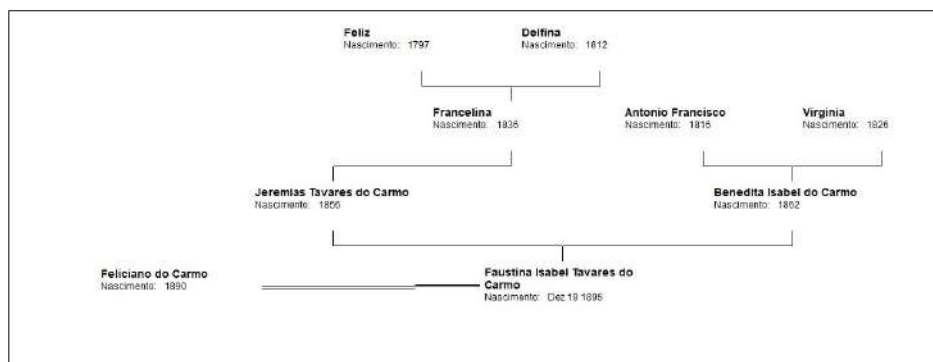 Feliz Delfina
Nascimento: 1797 Nascimento: 1812
Francelina Antonio Francisco Virginia
Nascimento: 1836 Nascimento: 1816 Nascimento: 1826
Jeremias Tavares do Carmo Benedita Isabel do Carmo
Nascimento: 1856 Nascimento: 1862
Feliciano do Carmo
Nascimento: 1890
Faustina Isabel Tavares do
Carmo
Nascimento: Dez 19 1895